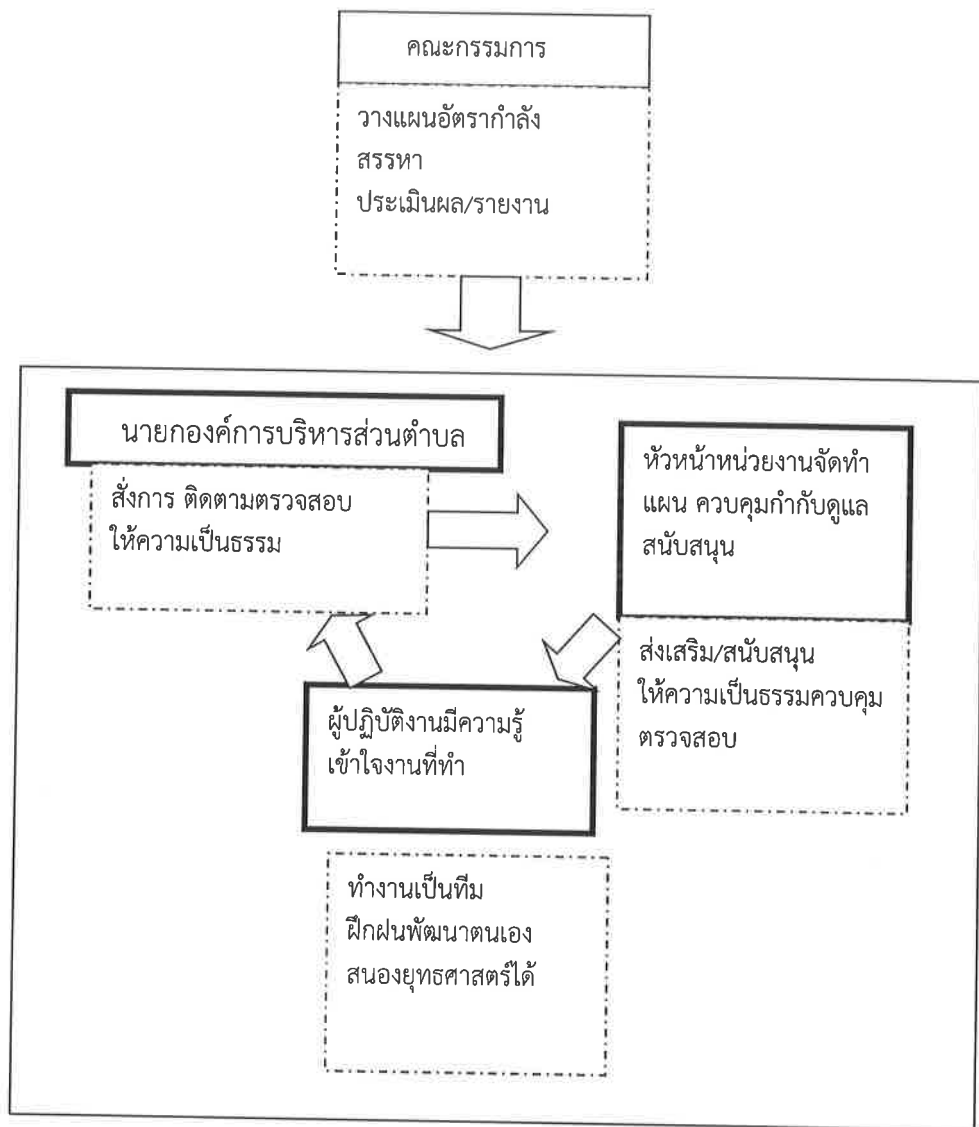 คณะกรรมการ
วางแผนอัตรากำลัง
สรรหา
ประเมินผล/รายงาน
นายกองค์การบริหารส่วนตำบล
สั่งการ ติดตามตรวจสอบ
ให้ความเป็นธรรม
หัวหน้าหน่วยงานจัดทำ
แผน ควบคุมกำกับดูแล
สนับสนุน
ส่งเสริม/สนับสนุน
ให้ความเป็นธรรมควบคุม
ตรวจสอบ
ผู้ปฏิบัติงานมีความรู้
เข้าใจงานที่ทำ
ทำงานเป็นทีม
ฝึกฝนพัฒนาตนเอง
สนองยุทธศาสตร์ได้